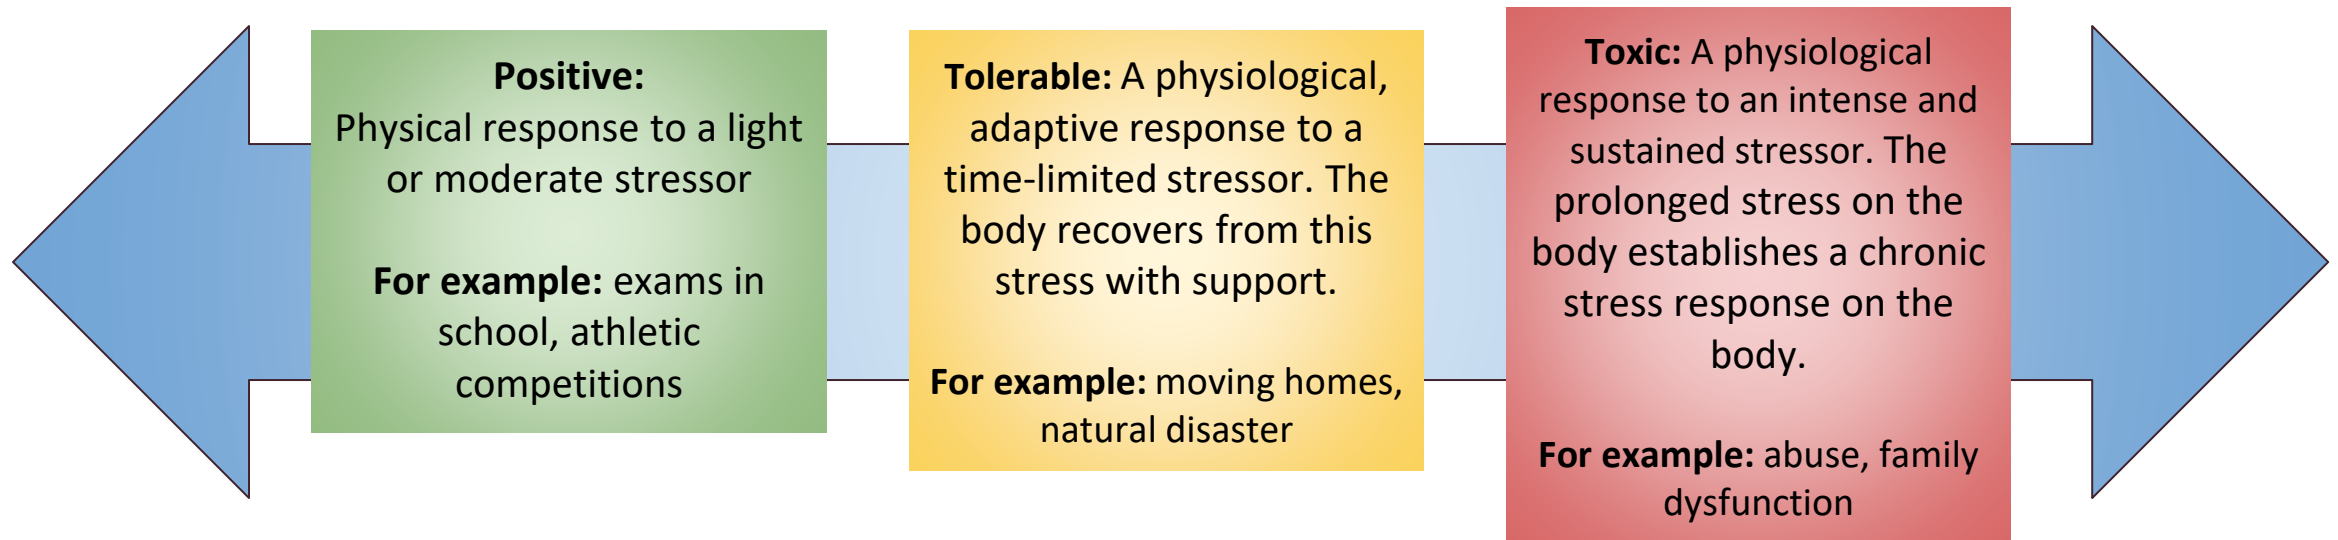 Positive:
Physical response to a light
or moderate stressor
For example: exams in
school, athletic
competitions
Tolerable: A physiological,
adaptive response to a
time-limited stressor. The
body recovers from this
stress with support.
For example: moving homes,
natural disaster
Toxic: A physiological
response to an intense and
sustained stressor. The
prolonged stress on the
body establishes a chronic
stress response on the
body.
For example: abuse, family
dysfunction